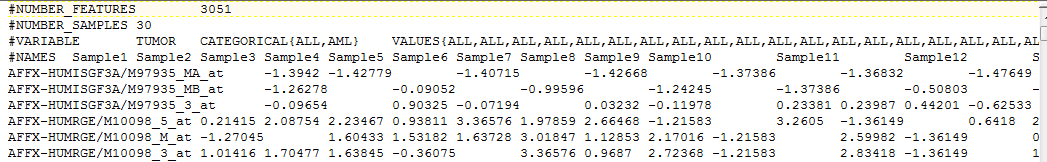 #NUMBER_FEATURES 3051
#NUMBER_SAMPLES 30
#VARIABLE TUMOR CATEGORICAL{ALL,AML} VALUES{ALL,ALL,ALL,ALL,ALL,ALL,ALL,ALL,ALL,ALL,ALL,ALL,ALL,ALL,ALL,ALL,ALL,ALL,AL
#NAMES Sample1 Sample2 Sample3 Sample4 Sample5 Sample6 Sample7 Sample8 Sample9 Sample10 Sample11 Sample12 S
AFFX-HUMISGF3A/M97935_MA_at -1.3942 -1.42779 -1.40715 -1.42668 -1.37386 -1.36832 -1.47649
AFFX-HUMISGF3A/M97935_MB_at -1.26278 -0.09052 -0.99596 -1.24245 -1.37386 -0.50803 -
AFFX-HUMISGF3A/M97935_3_at -0.09654 0.90325 -0.07194 0.03232 -0.11978 0.23381 0.23987 0.44201 -0.62533
AFFX-HUMRGE/M10098_5_at 0.21415 2.08754 2.23467 0.93811 3.36576 1.97859 2.66468 -1.21583 3.2605 -1.36149 0.6418 2
AFFX-HUMRGE/M10098_M_at -1.27045 1.60433 1.53182 1.63728 3.01847 1.12853 2.17016 -1.21583 2.59982 -1.36149 0.
AFFX-HUMRGE/M10098_3_at 1.01416 1.70477 1.63845 -0.36075 3.36576 0.9687 2.72368 -1.21583 2.83418 -1.36149 1